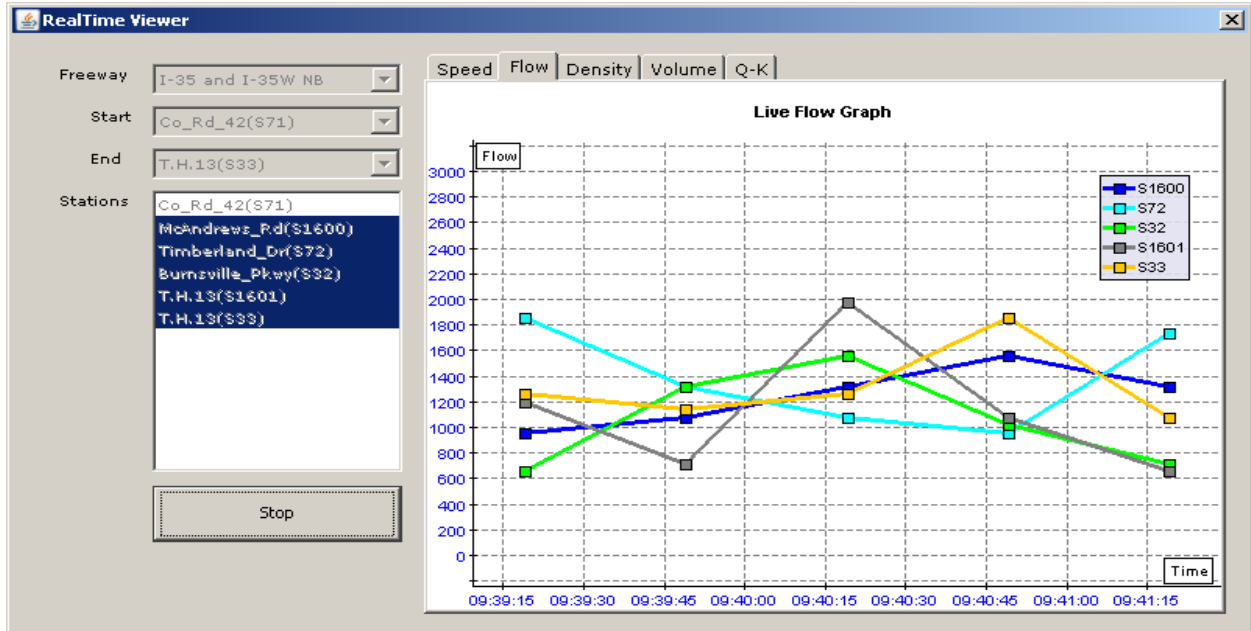 RealTime Viewer
Freeway
I-35 and I-35W NB
Start
Co_Rd_42(S71)
End
T.H.13(S33)
Stations
Co_Rd_42(S71)
McAndrews_Rd(S1600)
Timberland_Dr(S72)
Burnsville_Pkwy(S32)
T.H.13(S1601)
T.H.13(S33)
Stop
Speed Flow Density Volume Q-K
Live Flow Graph
Flow
3000
2800
2600
2400
2200
2000
1800
1600
1400
1200
1000
800
600
400
200
0
S1600
S72
S32
S1601
S33
Time
09:39:15 09:39:30 09:39:45 09:40:00 09:40:15 09:40:30 09:40:45 09:41:00 09:41:15